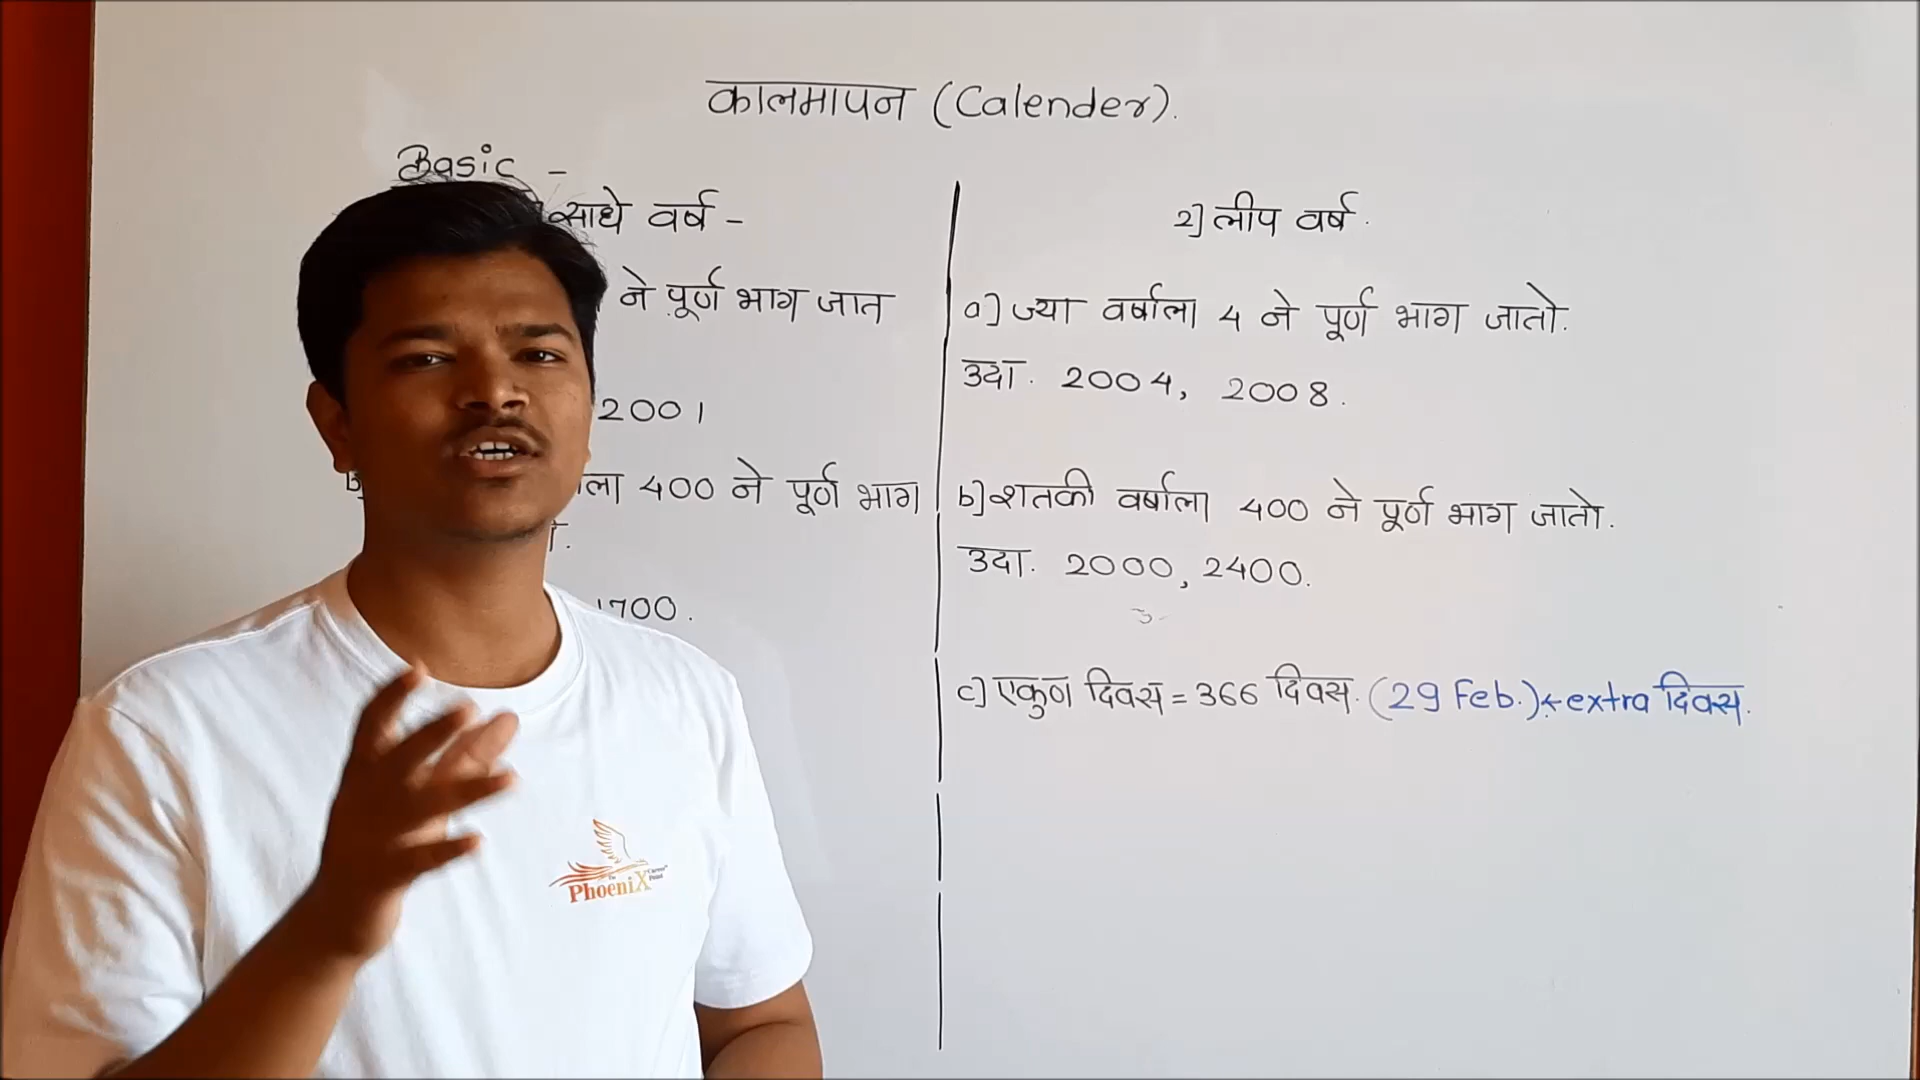 कालमापन (Calender).
Basic -
साधे वर्ष -
ने पूर्ण भाग जात
2001
ला 400 ने पूर्ण भाग
1700.
2] लीप वर्ष.
a] ज्या वर्षाला 4 ने पूर्ण भाग जातो.
उदा. 2004, 2008.
b] शतकी वर्षाला 400 ने पूर्ण भाग जातो.
उदा. 2000, 2400.
c] एकुण दिवस = 366 दिवस. (29 Feb.) ← extra दिवस.
PhoeniX